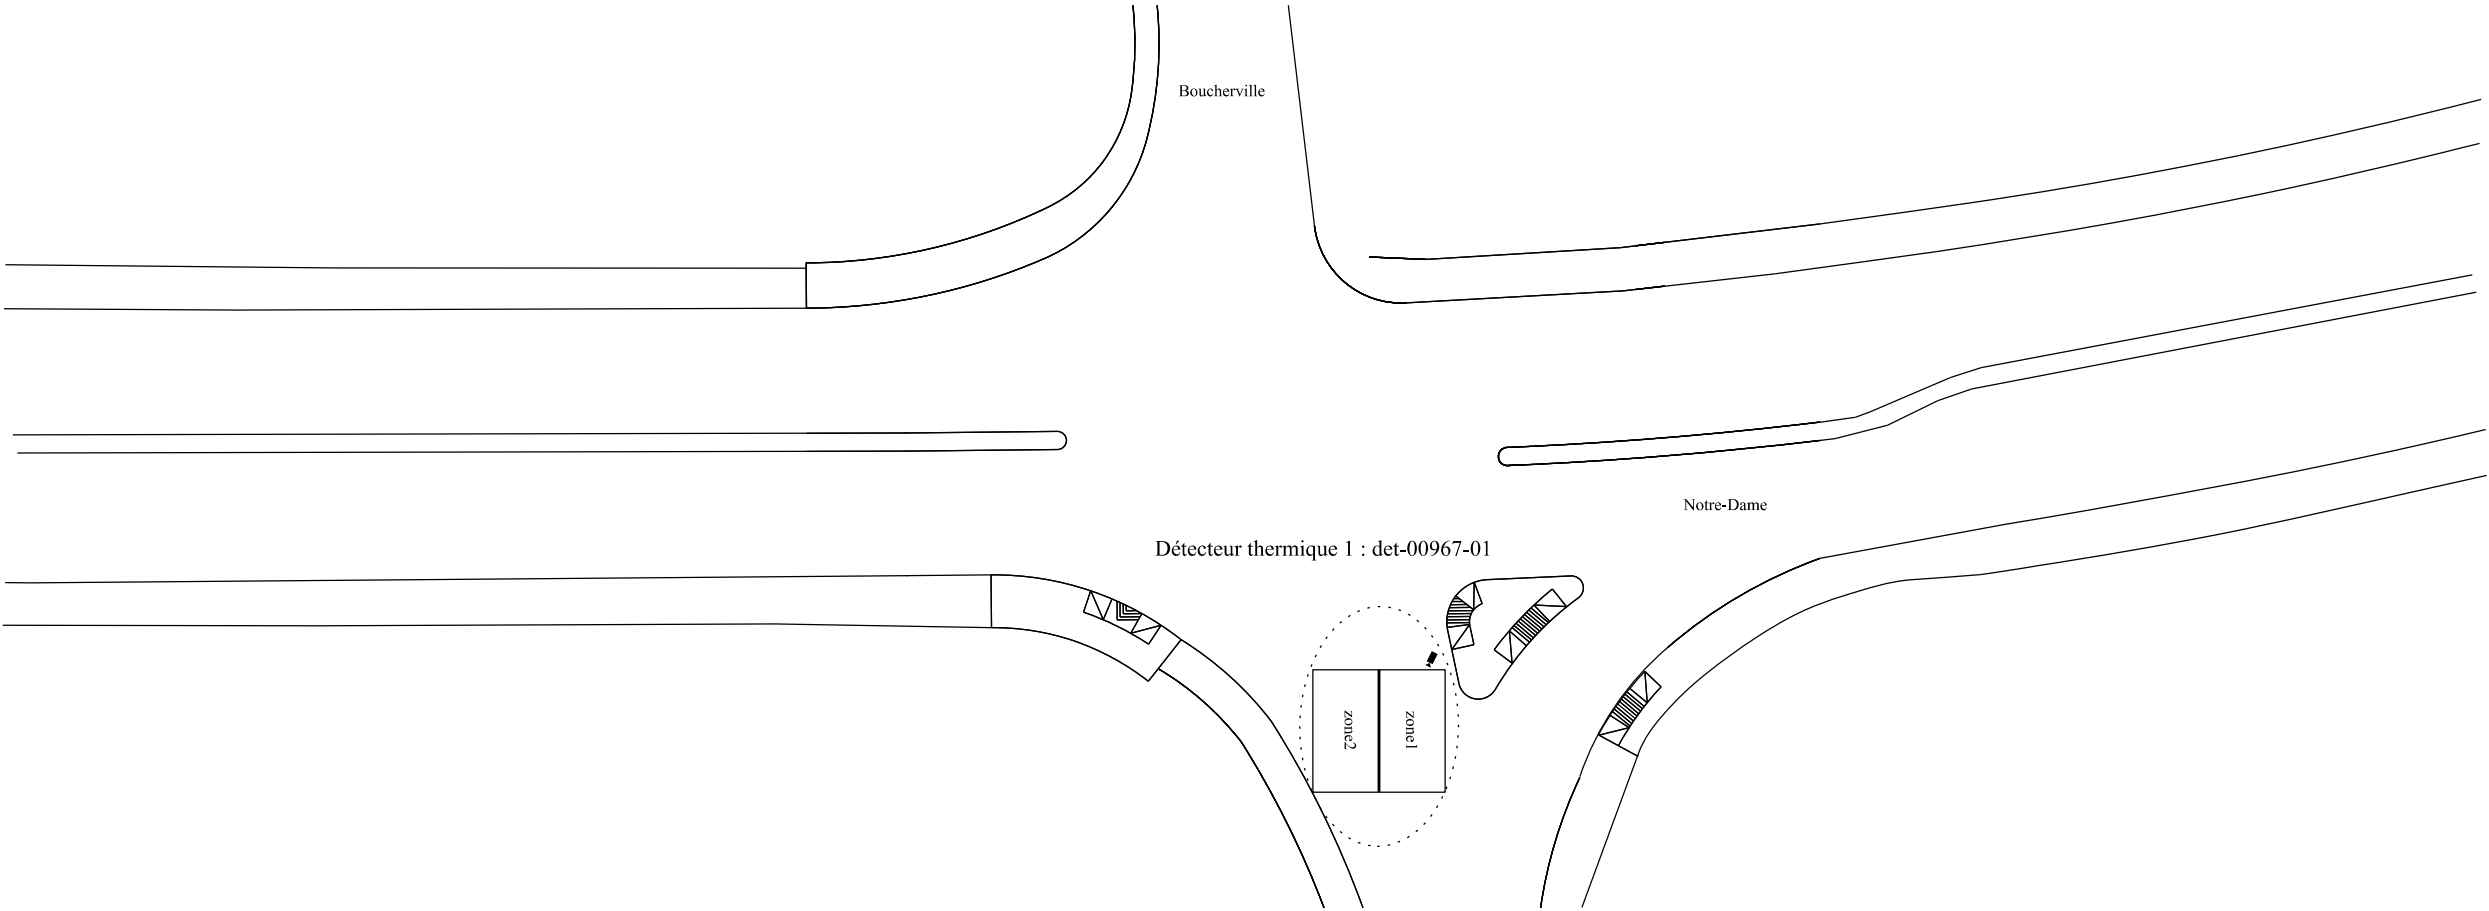 Boucherville
Notre-Dame
Détecteur thermique 1 : det-00967-01
zone2
zone1